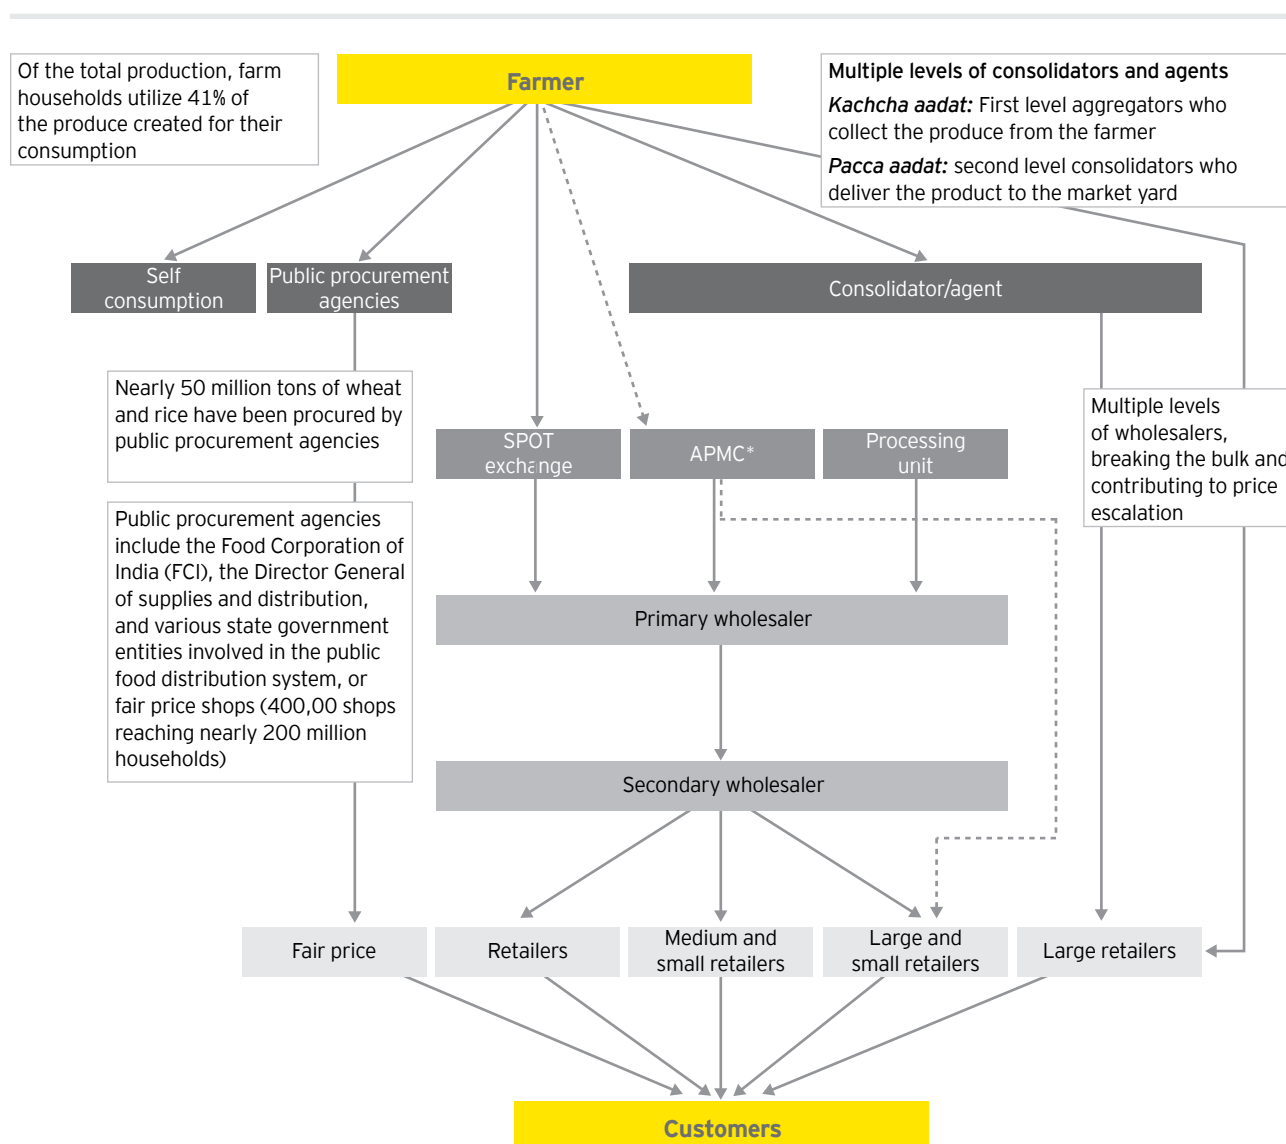 Of the total production, farm
households utilize 41% of
the produce created for their
consumption
Farmer
Multiple levels of consolidators and agents
Kachcha aadat: First level aggregators who
collect the produce from the farmer
Pacca aadat: second level consolidators who
deliver the product to the market yard
Self
consumption
Public procurement
agencies
Consolidator/agent
Nearly 50 million tons of wheat
and rice have been procured by
public procurement agencies
SPOT
exchange
APMC*
Processing
unit
Multiple levels
of wholesalers,
breaking the bulk and
contributing to price
escalation
Public procurement agencies
include the Food Corporation of
India (FCI), the Director General
of supplies and distribution,
and various state government
entities involved in the public
food distribution system, or
fair price shops (400,00 shops
reaching nearly 200 million
households)
Primary wholesaler
Secondary wholesaler
Fair price
Retailers
Medium and
small retailers
Large and
small retailers
Large retailers
Customers